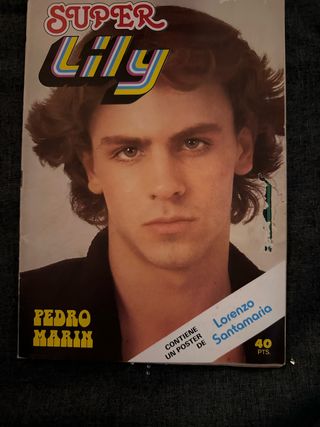 SUPER
Lily
PEDRO
MARIN
CONTIENE
UN POSTER
DE
Lorenzo
Santamaria
40
PTS.